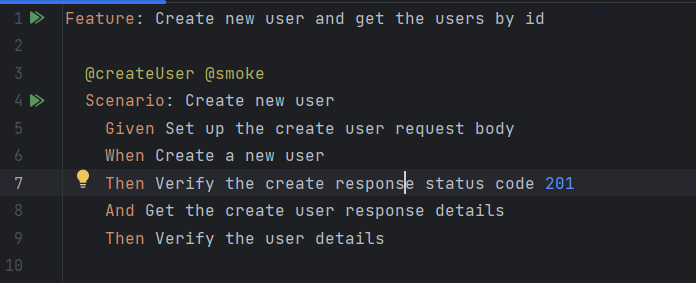 1 Feature: Create new user and get the users by id
2
3 @createUser @smoke
4 Scenario: Create new user
5 Given Set up the create user request body
6 When Create a new user
7 Then Verify the create response status code 201
8 And Get the create user response details
9 Then Verify the user details
10